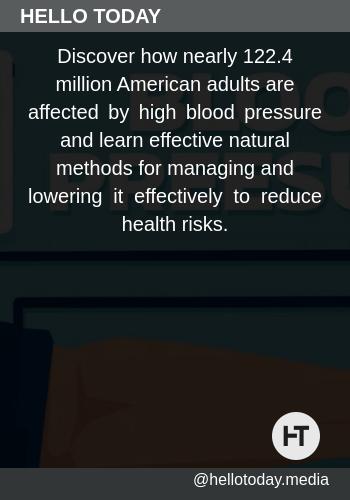 HELLO TODAY
Discover how nearly 122.4
million American adults are
affected by high blood pressure
and learn effective natural
methods for managing and
lowering it effectively to reduce
health risks.
HT
@hellotoday.media